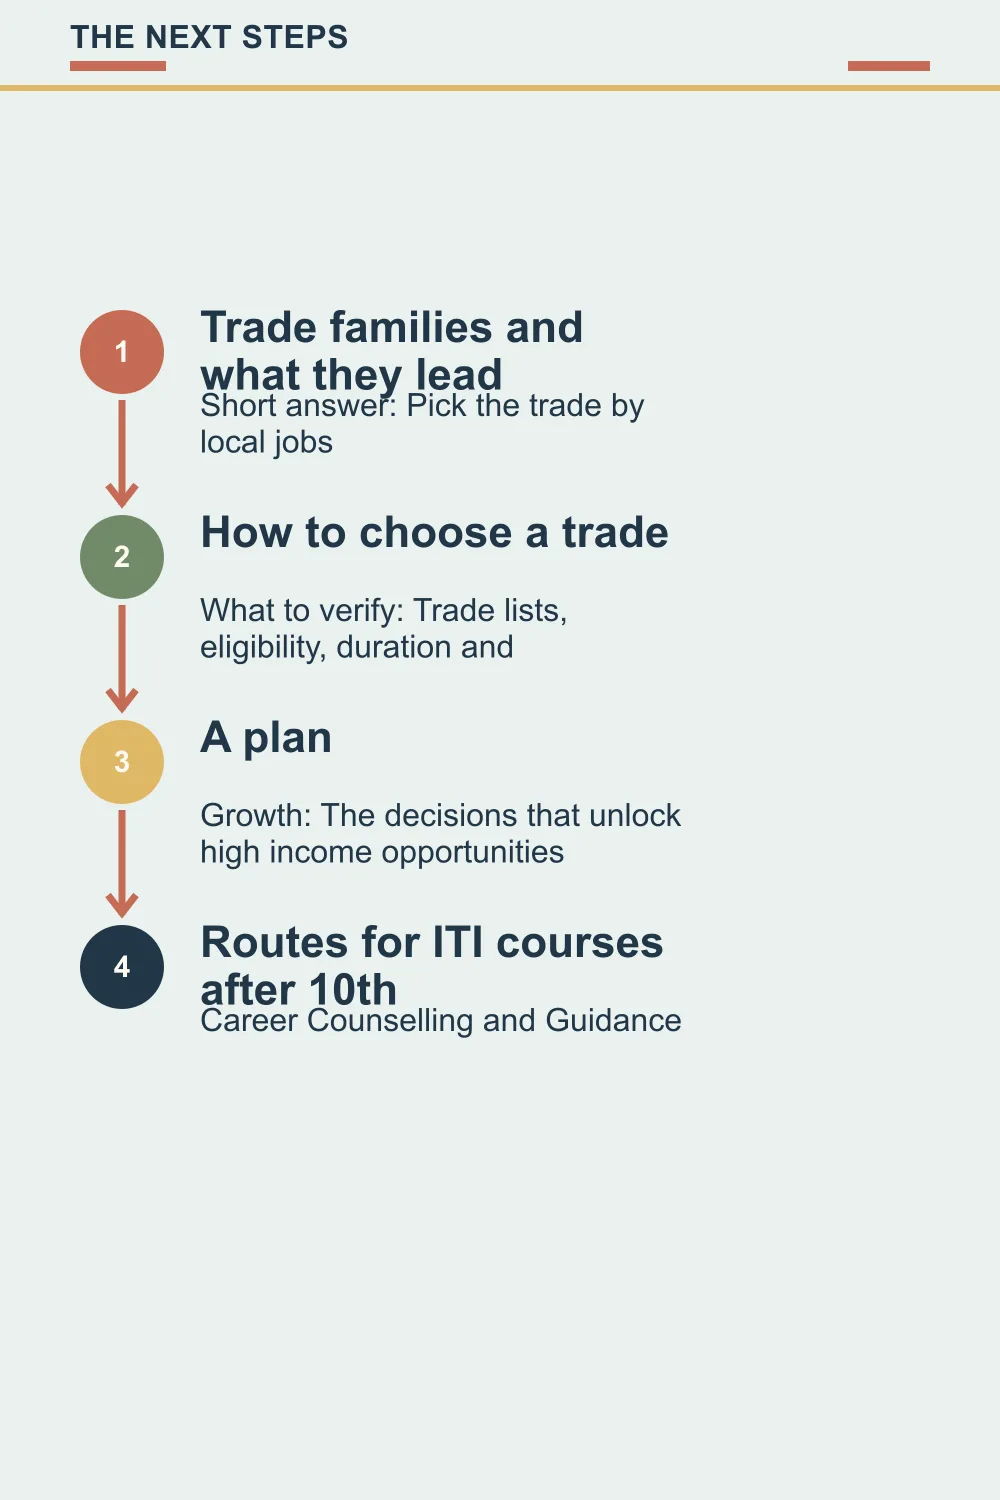 THE NEXT STEPS
1
Trade families and
what they lead
Short answer: Pick the trade by
local jobs
2
How to choose a trade
What to verify: Trade lists,
eligibility, duration and
3
A plan
Growth: The decisions that unlock
high income opportunities
4
Routes for ITI courses
after 10th
Career Counselling and Guidance